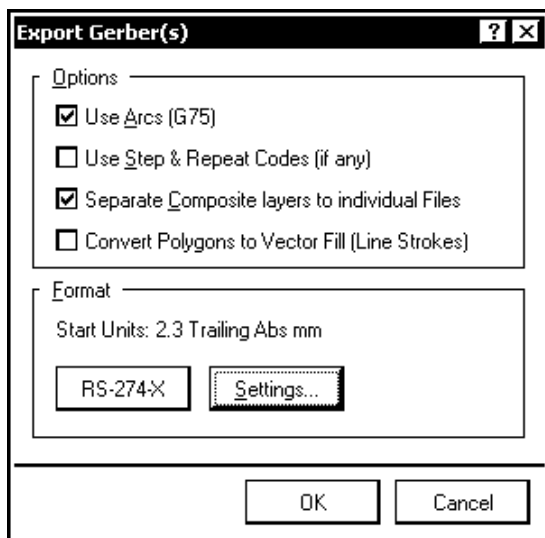 Export Gerber(s)
Options
Use Arcs (G75)
Use Step & Repeat Codes (if any)
Separate Composite layers to individual Files
Convert Polygons to Vector Fill (Line Strokes)
Format
Start Units: 2.3 Trailing Abs mm
RS-274-X Settings...
OK Cancel